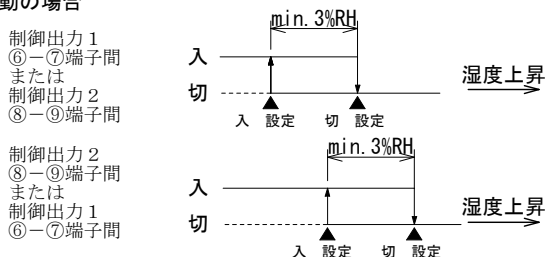 動の場合
min. 3%RH
制御出力１
⑥－⑦端子間
または
制御出力２
⑧－⑨端子間
入
切
湿度上昇
入 設定 切 設定
min. 3%RH
制御出力２
⑧－⑨端子間
または
制御出力１
⑥－⑦端子間
入
切
湿度上昇
入 設定 切 設定